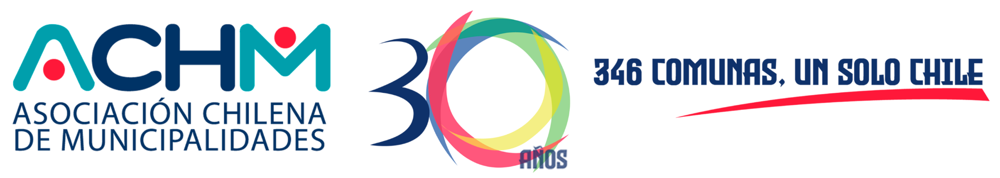 ACHM
ASOCIACIÓN CHILENA
DE MUNICIPALIDADES
30
AÑOS
346 COMUNAS, UN SOLO CHILE